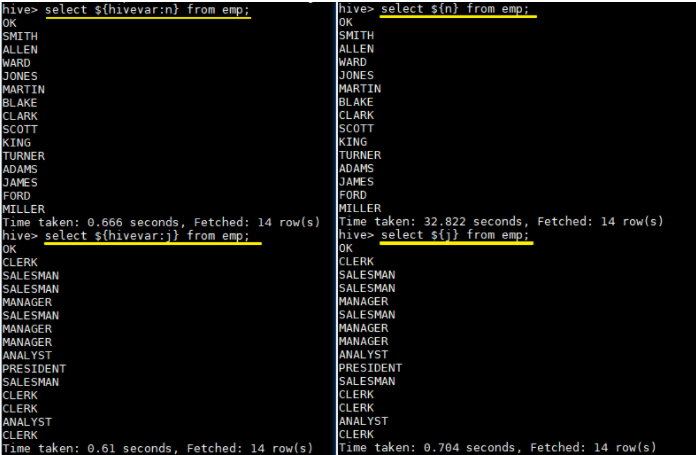 hive> select ${hivevar:n} from emp;
OK
SMITH
ALLEN
WARD
JONES
MARTIN
BLAKE
CLARK
SCOTT
KING
TURNER
ADAMS
JAMES
FORD
MILLER
Time taken: 0.666 seconds, Fetched: 14 row(s)
hive> select ${hivevar:j} from emp;
OK
CLERK
SALESMAN
SALESMAN
MANAGER
SALESMAN
MANAGER
MANAGER
ANALYST
PRESIDENT
SALESMAN
CLERK
CLERK
ANALYST
CLERK
Time taken: 0.61 seconds, Fetched: 14 row(s)
hive> select ${n} from emp;
OK
SMITH
ALLEN
WARD
JONES
MARTIN
BLAKE
CLARK
SCOTT
KING
TURNER
ADAMS
JAMES
FORD
MILLER
Time taken: 32.822 seconds, Fetched: 14 row(s)
hive> select ${j} from emp;
OK
CLERK
SALESMAN
SALESMAN
MANAGER
SALESMAN
MANAGER
MANAGER
ANALYST
PRESIDENT
SALESMAN
CLERK
CLERK
ANALYST
CLERK
Time taken: 0.704 seconds, Fetched: 14 row(s)